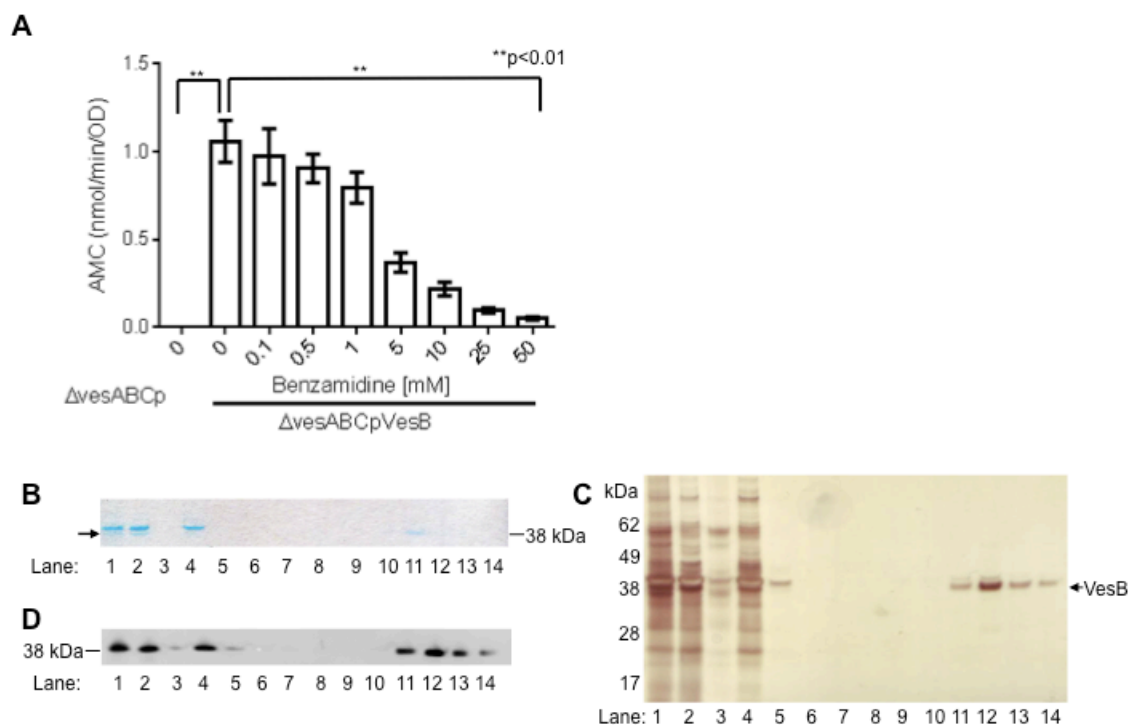 A
**p<0.01
**
**
1.5
1.0
0.5
0.0
AMC (nmol/min/OD)
0 0 0.1 0.5 1 5 10 25 50
Benzamidine [mM]
ΔvesABCp
ΔvesABCpVesB
B
38 kDa
Lane: 1 2 3 4 5 6 7 8 9 10 11 12 13 14
D
38 kDa
Lane: 1 2 3 4 5 6 7 8 9 10 11 12 13 14
C
kDa
62
49
38
28
17
VesB
Lane: 1 2 3 4 5 6 7 8 9 10 11 12 13 14